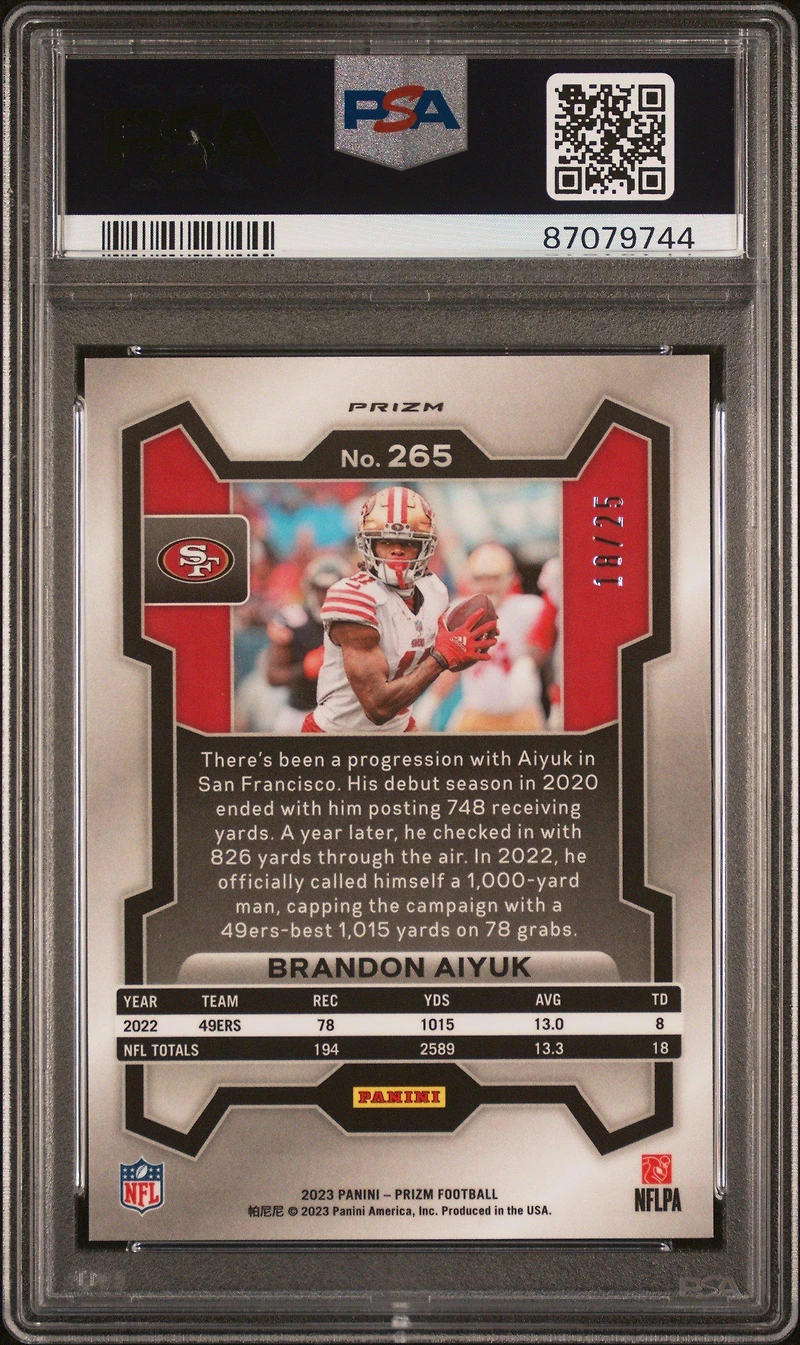 PSA
87079744
PRIZM
No. 265
18/25
SF
There's been a progression with Aiyuk in
San Francisco. His debut season in 2020
ended with him posting 748 receiving
yards. A year later, he checked in with
826 yards through the air. In 2022, he
officially called himself a 1,000-yard
man, capping the campaign with a
49ers-best 1,015 yards on 78 grabs.
BRANDON AIYUK
YEAR TEAM REC YDS AVG TD
2022 49ERS 78 1015 13.0 8
NFL TOTALS 194 2589 13.3 18
PANINI
NFL
NFLPA
2023 PANINI – PRIZM FOOTBALL
帕尼尼 © 2023 Panini America, Inc. Produced in the USA.
PSA